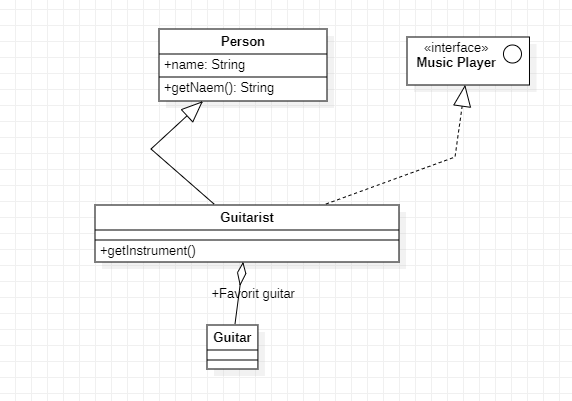 Person
+name: String
+getNaem(): String
«interface»
Music Player
Guitarist
+getInstrument()
+Favorit guitar
Guitar